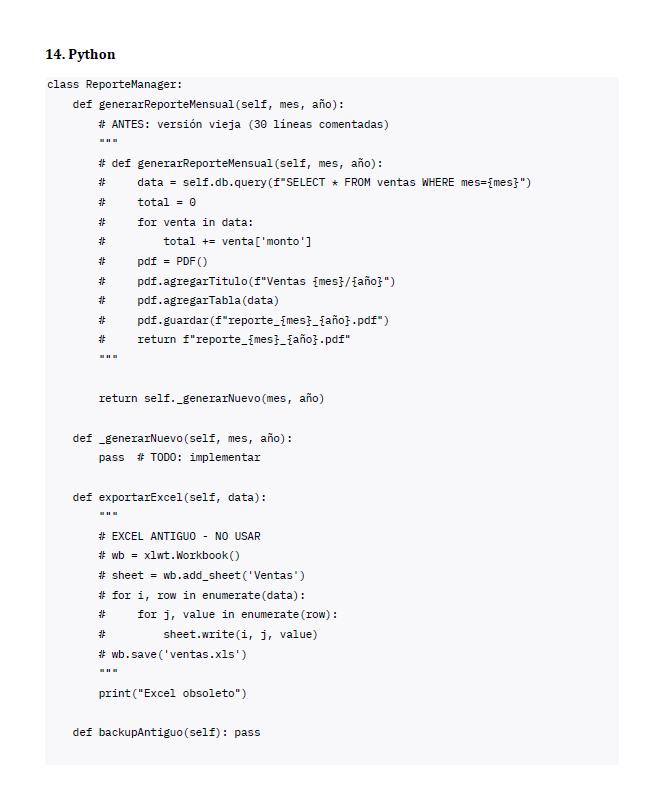 14. Python
class ReporteManager:
    def generarReporteMensual(self, mes, año):
        # ANTES: versión vieja (30 líneas comentadas)
        """
        # def generarReporteMensual(self, mes, año):
        #     data = self.db.query(f"SELECT * FROM ventas WHERE mes={mes}")
        #     total = 0
        #     for venta in data:
        #         total += venta['monto']
        #     pdf = PDF()
        #     pdf.agregarTitulo(f"Ventas {mes}/{año}")
        #     pdf.agregarTabla(data)
        #     pdf.guardar(f"reporte_{mes}_{año}.pdf")
        #     return f"reporte_{mes}_{año}.pdf"
        """
        return self._generarNuevo(mes, año)
    def _generarNuevo(self, mes, año):
        pass  # TODO: implementar
    def exportarExcel(self, data):
        """
        # EXCEL ANTIGUO - NO USAR
        # wb = xlwt.Workbook()
        # sheet = wb.add_sheet('Ventas')
        # for i, row in enumerate(data):
        #     for j, value in enumerate(row):
        #         sheet.write(i, j, value)
        # wb.save('ventas.xls')
        """
        print("Excel obsoleto")
    def backupAntiguo(self): pass